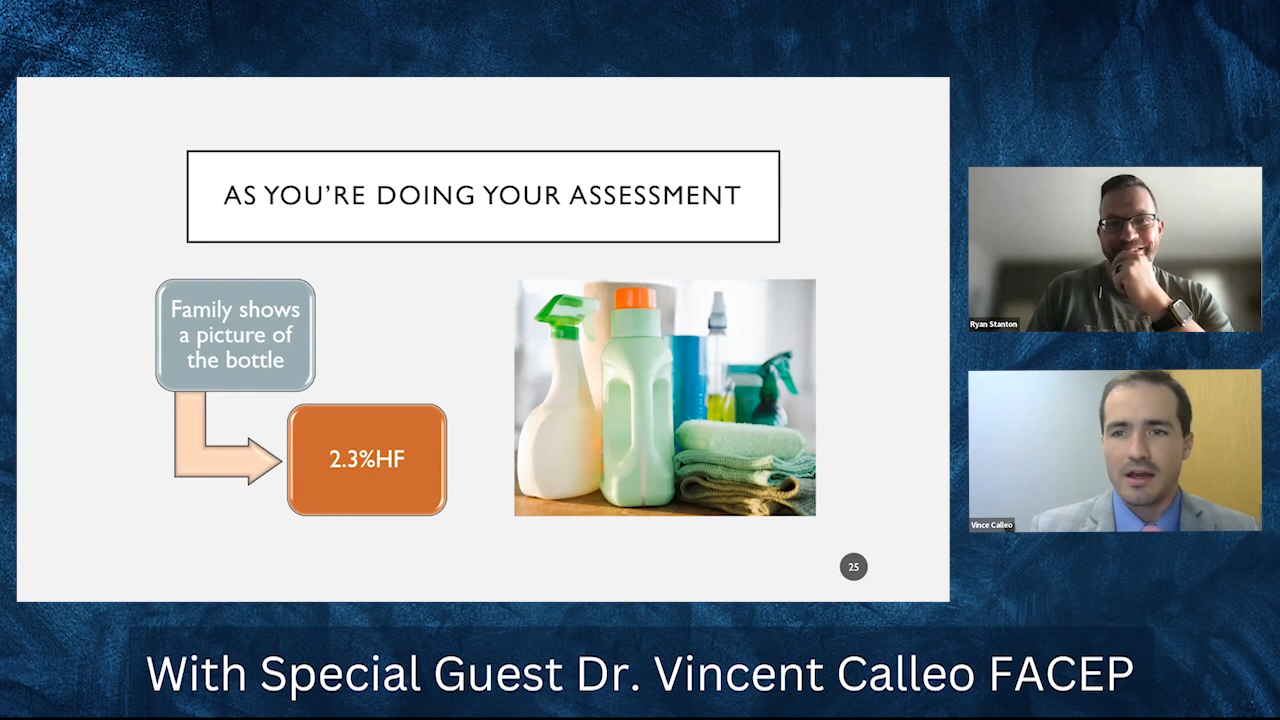 AS YOU'RE DOING YOUR ASSESSMENT
Family shows
a picture of
the bottle
2.3%HF
25
Ryan Stanton
Vince Calleo
With Special Guest Dr. Vincent Calleo FACEP